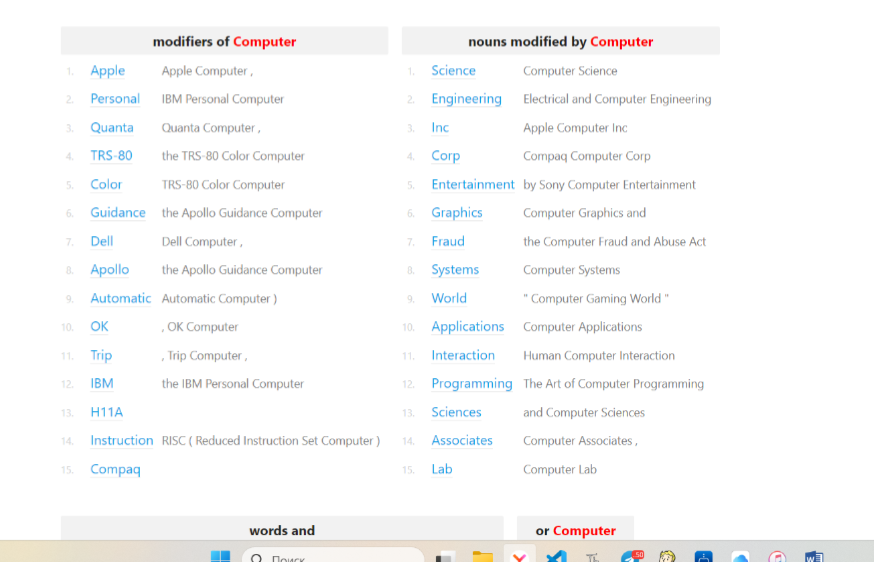 modifiers of Computer
1. Apple Apple Computer ,
2. Personal IBM Personal Computer
3. Quanta Quanta Computer ,
4. TRS-80 the TRS-80 Color Computer
5. Color TRS-80 Color Computer
6. Guidance the Apollo Guidance Computer
7. Dell Dell Computer ,
8. Apollo the Apollo Guidance Computer
9. Automatic Automatic Computer )
10. OK , OK Computer
11. Trip , Trip Computer ,
12. IBM the IBM Personal Computer
13. H11A
14. Instruction RISC ( Reduced Instruction Set Computer )
15. Compaq
nouns modified by Computer
1. Science Computer Science
2. Engineering Electrical and Computer Engineering
3. Inc Apple Computer Inc
4. Corp Compaq Computer Corp
5. Entertainment by Sony Computer Entertainment
6. Graphics Computer Graphics and
7. Fraud the Computer Fraud and Abuse Act
8. Systems Computer Systems
9. World " Computer Gaming World "
10. Applications Computer Applications
11. Interaction Human Computer Interaction
12. Programming The Art of Computer Programming
13. Sciences and Computer Sciences
14. Associates Computer Associates ,
15. Lab Computer Lab
words and
or Computer
Поиск
50